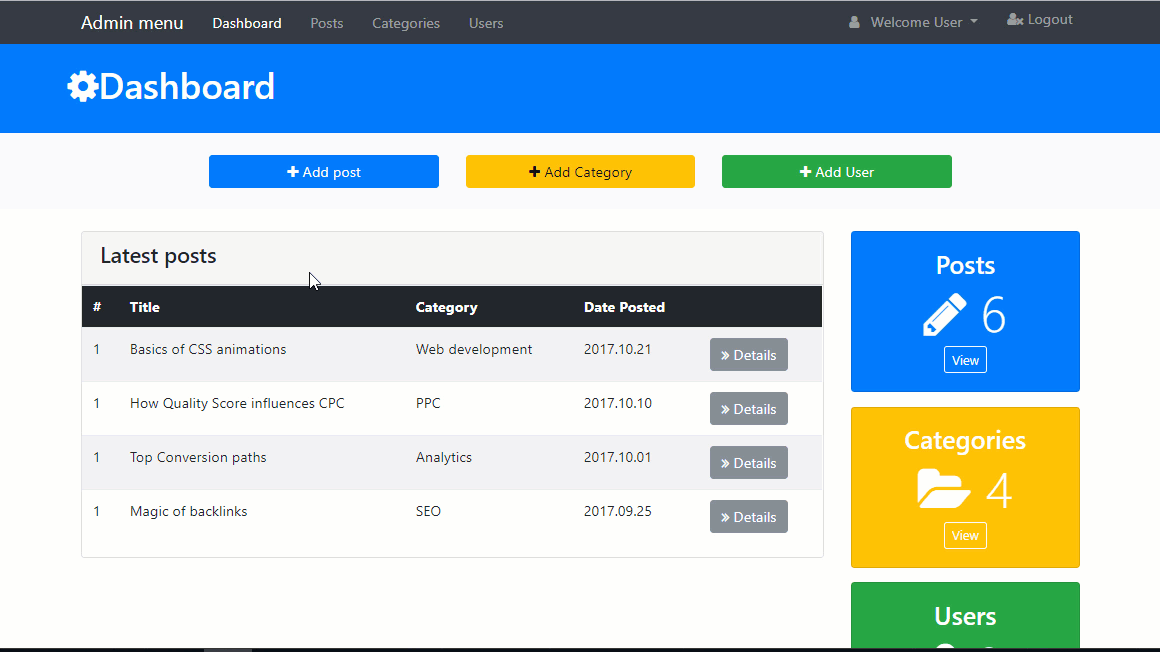 Admin menu Dashboard Posts Categories Users Welcome User Logout
Dashboard
Add post Add Category Add User
Latest posts
# Title Category Date Posted
1 Basics of CSS animations Web development 2017.10.21 Details
1 How Quality Score influences CPC PPC 2017.10.10 Details
1 Top Conversion paths Analytics 2017.10.01 Details
1 Magic of backlinks SEO 2017.09.25 Details
Posts
6
View
Categories
4
View
Users